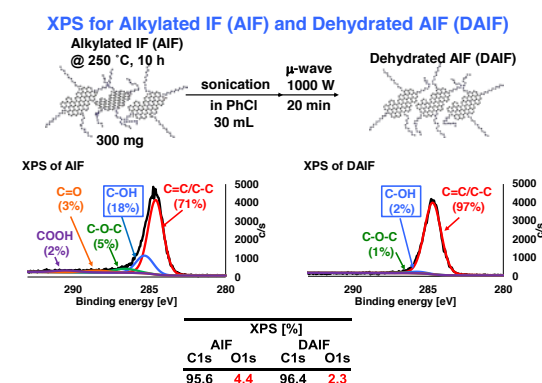 XPS for Alkylated IF (AIF) and Dehydrated AIF (DAIF)
Alkylated IF (AIF)
@ 250 ˚C, 10 h
300 mg
sonication
in PhCl
30 mL
μ-wave
1000 W
20 min
Dehydrated AIF (DAIF)
XPS of AIF
C=O
(3%)
C-OH
(18%)
C=C/C-C
(71%)
COOH
(2%)
C-O-C
(5%)
5000
4000
3000
2000
1000
0
c/s
290 285 280
Binding energy [eV]
XPS of DAIF
C-OH
(2%)
C=C/C-C
(97%)
C-O-C
(1%)
5000
4000
3000
2000
1000
0
c/s
290 285 280
Binding energy [eV]
XPS [%]
AIF DAIF
C1s O1s C1s O1s
95.6 4.4 96.4 2.3